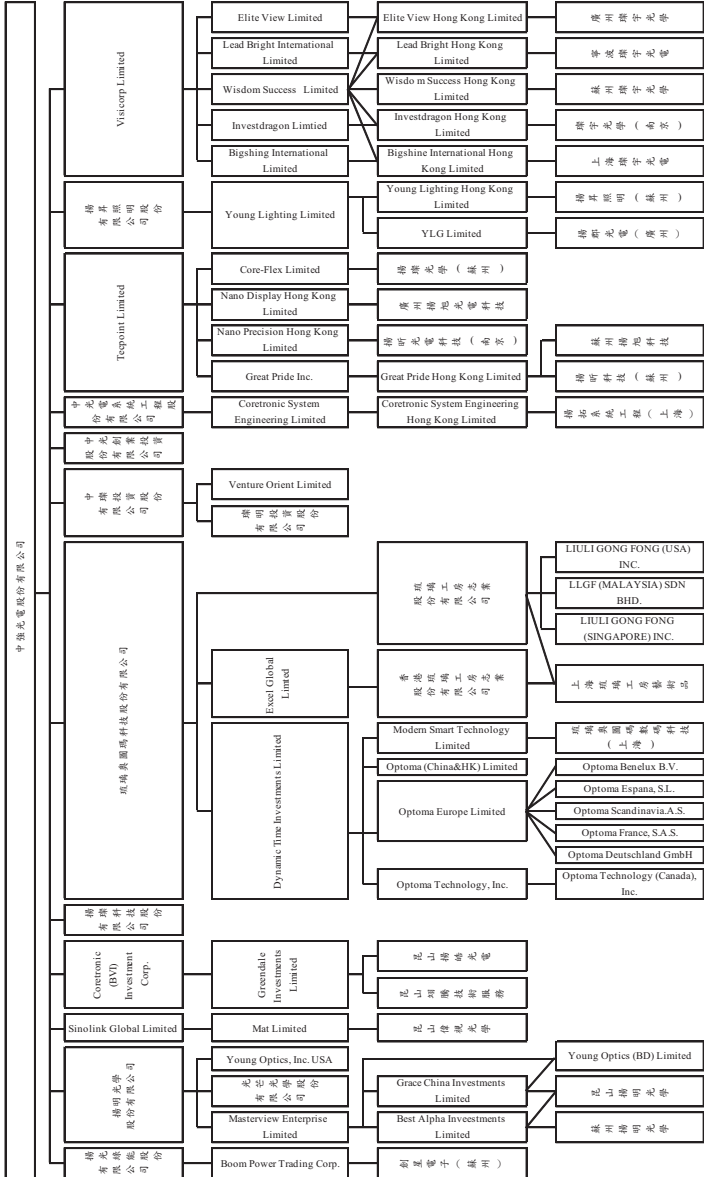 中強光電股份有限公司
Visicorp Limited
Elite View Limited
Elite View Hong Kong Limited
廣州璨宇光學
Lead Bright International
Limited
Lead Bright Hong Kong
Limited
寧波璨宇光電
Wisdom Success Limited
Wisdo m Success Hong Kong
Limited
蘇州璨宇光學
Investdragon Limtied
Investdragon Hong Kong
Limited
璨宇光學(南京)
Bigshing International
Limited
Bigshine International Hong
Kong Limited
上海璨宇光電
揚昇照明股份
有限公司
Young Lighting Limited
Young Lighting Hong Kong
Limited
揚昇照明(蘇州)
YLG Limited
揚鄰光電(廣州)
Tecpoint Limited
Core-Flex Limited
揚璨光學(蘇州)
Nano Display Hong Kong
Limited
廣州揚旭光電科技
Nano Precision Hong Kong
Limited
揚昕光電科技(南京)
Great Pride Inc.
Great Pride Hong Kong Limited
蘇州揚旭科技
揚昕科技(蘇州)
中光電系統工程股
份有限公司
Coretronic System
Engineering Limited
Coretronic System Engineering
Hong Kong Limited
揚拓系統工程(上海)
中光創業投資
股份有限公司
中璨投資股份
有限公司
Venture Orient Limited
璨明投資股份
有限公司
琉璃奧圖瑪科技股份有限公司
琉璃工房志業
股份有限公司
LIULI GONG FONG (USA)
INC.
LLGF (MALAYSIA) SDN
BHD.
LIULI GONG FONG
(SINGAPORE) INC.
Excel Global
Limted
香港琉璃工房志業
股份有限公司
上海琉璃工房藝術品
Dynamic Time Investments Limited
Modern Smart Technology
Limited
琉璃奧圖碼數碼科技
(上海)
Optoma (China&HK) Limited
Optoma Europe Limited
Optoma Benelux B.V.
Optoma Espana, S.L.
Optoma Scandinavia.A.S.
Optoma France, S.A.S.
Optoma Deutschland GmbH
Optoma Technology, Inc.
Optoma Technology (Canada),
Inc.
揚璨科技股份
有限公司
Coretronic
(BVI)
Investment
Corp.
Greendale
Investments
Limited
昆山揚皓光電
昆山頊騰技術服務
Sinolink Global Limited
Mat Limited
昆山偉視光學
揚明光學
股份有限公司
Young Optics, Inc. USA
光芒光學股份
有限公司
Masterview Enterprise
Limited
Grace China Investments
Limited
Best Alpha Inveestments
Limited
Young Optics (BD) Limited
昆山揚明光學
蘇州揚明光學
揚光綠能股份
有限公司
Boom Power Trading Corp.
創星電子(蘇州)